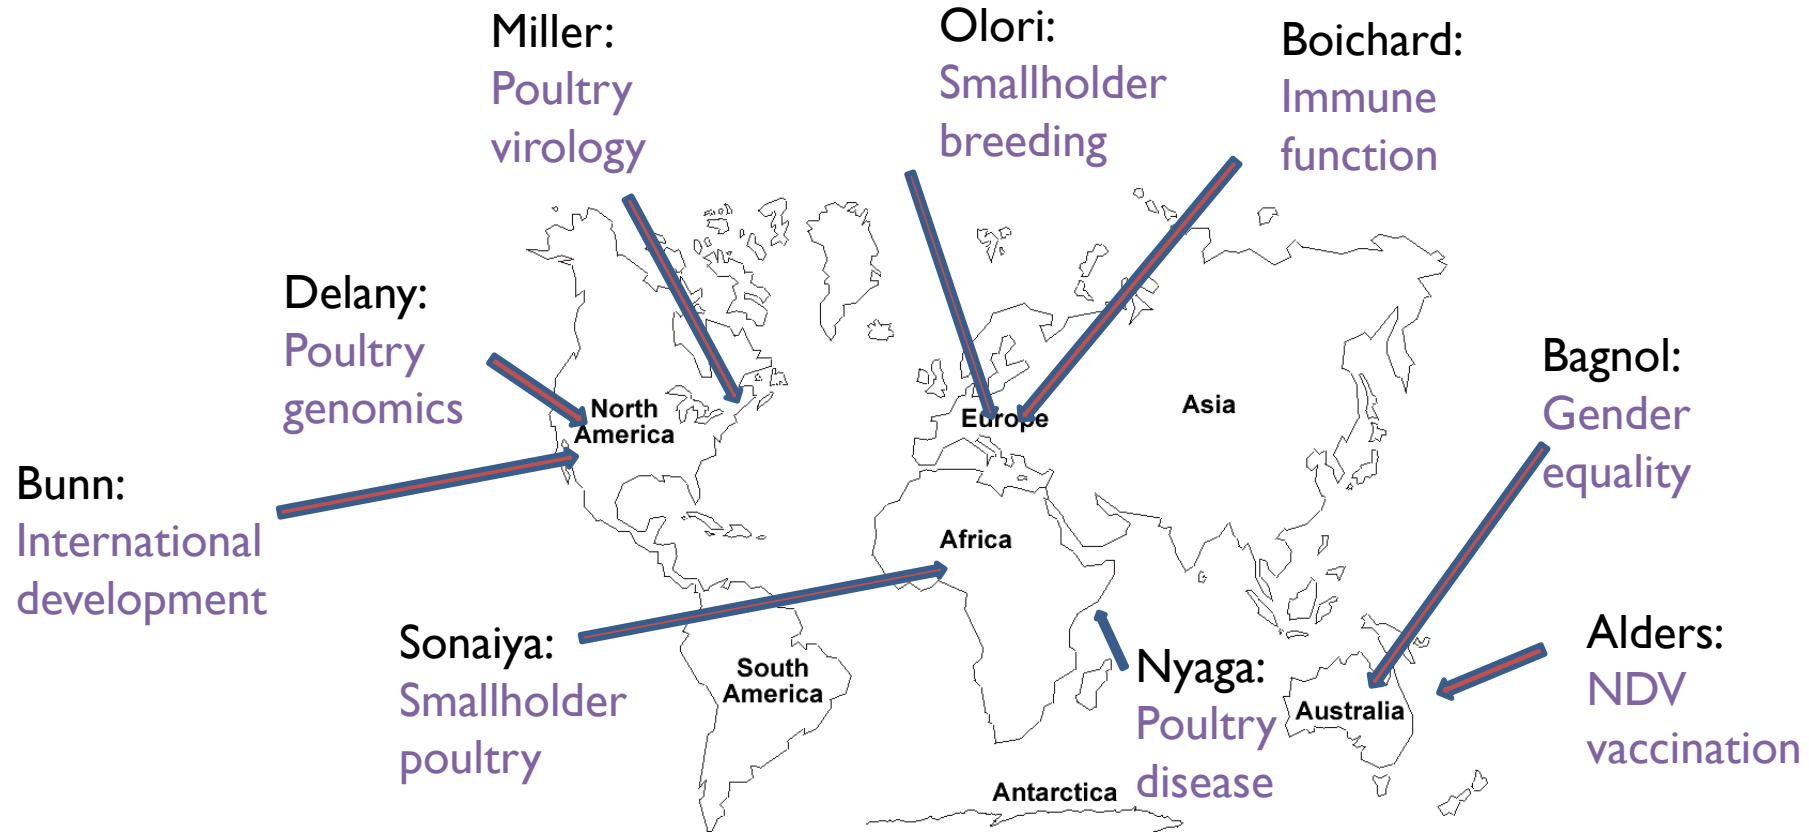 Miller:
Poultry
virology
Olori:
Smallholder
breeding
Boichard:
Immune
function
Delany:
Poultry
genomics
Bagnol:
Gender
equality
North
America
Europe
Asia
Bunn:
International
development
Africa
Sonaiya:
Smallholder
poultry
South
America
Nyaga:
Poultry
disease
Australia
Alders:
NDV
vaccination
Antarctica